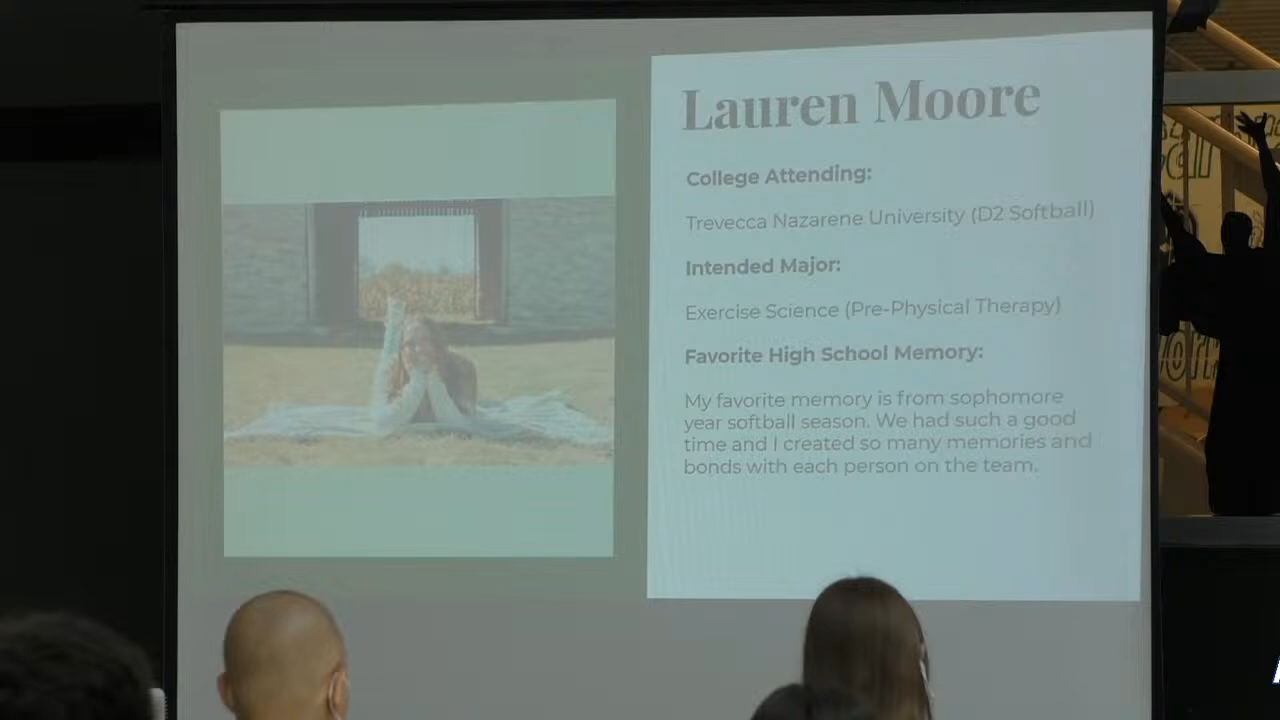 Lauren Moore
College Attending:
Trevecca Nazarene University (D2 Softball)
Intended Major:
Exercise Science (Pre-Physical Therapy)
Favorite High School Memory:
My favorite memory is from sophomore
year softball season. We had such a good
time and I created so many memories and
bonds with each person on the team.